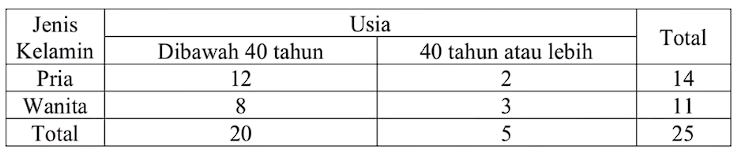 Jenis Kelamin Usia Total
Dibawah 40 tahun 40 tahun atau lebih
Pria 12 2 14
Wanita 8 3 11
Total 20 5 25